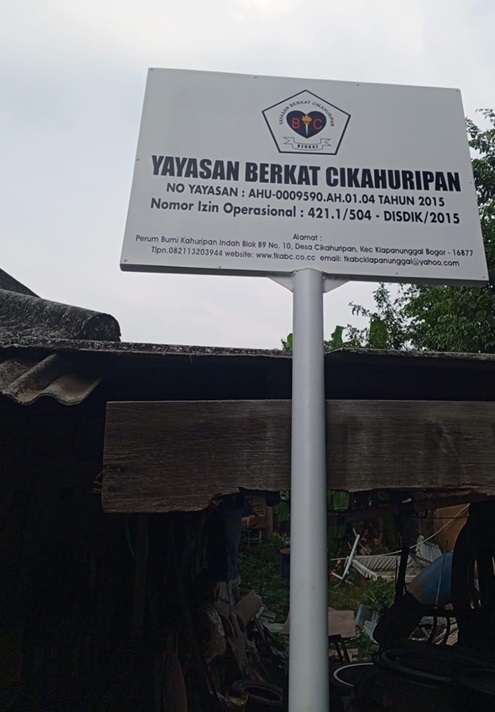 YAYASAN BERKAT CIKAHURIPAN
B C
BERKAT
YAYASAN BERKAT CIKAHURIPAN
NO YAYASAN : AHU-0009590.AH.01.04 TAHUN 2015
Nomor Izin Operasional : 421.1/504 - DISDIK/2015
Alamat :
Perum Bumi Kahuripan Indah Blok B9 No. 10, Desa Cikahuripan, Kec Klapanunggal Bogor - 16877
Tlpn.082113203944 website: www.tkabc.co.cc email: tkabcklapanunggal@yahoo.com